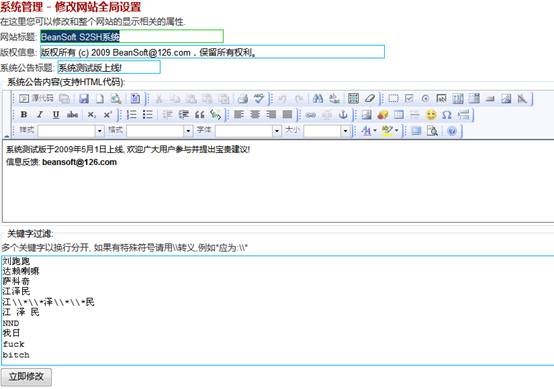 系统管理 - 修改网站全局设置
在这里您可以修改和整个网站的显示相关的属性.
网站标题: BeanSoft S2SH系统
版权信息: 版权所有 (c) 2009 BeanSoft@126.com，保留所有权利。
系统公告标题: 系统测试版上线!
系统公告内容(支持HTML代码):
源代码
B I U abc x₂ x²
样式 格式 字体 大小
系统测试版于2009年5月1日上线, 欢迎广大用户参与并提出宝贵建议!
信息反馈: beansoft@126.com
关键字过滤:
多个关键字以换行分开, 如果有特殊符号请用\\转义,例如*应为:\\*
刘跑跑
达赖喇嘛
萨科奇
江泽民
江\\*\\*泽\\*\\*民
江 泽 民
NND
我日
fuck
bitch
立即修改